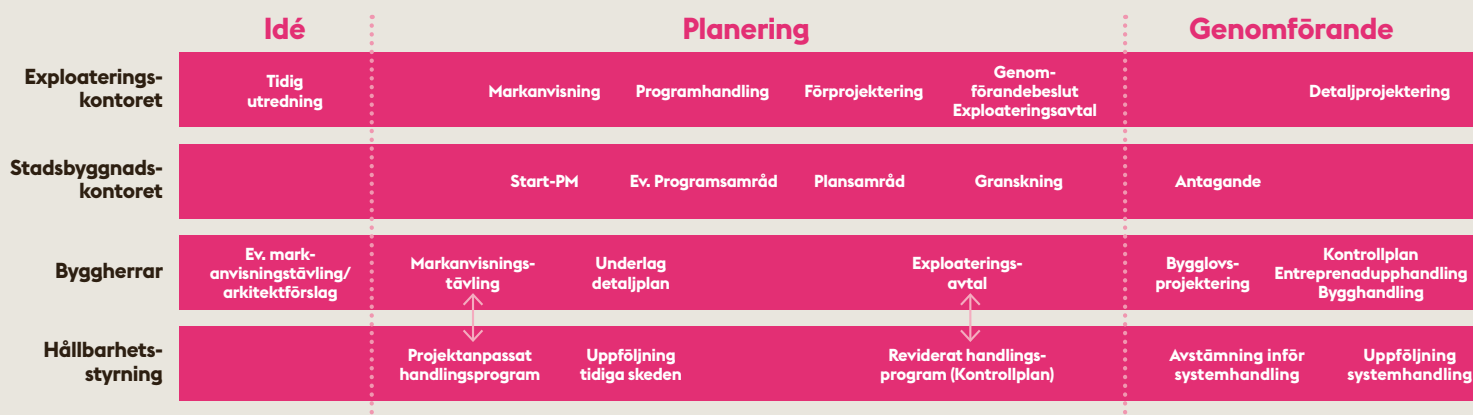 Idé
Planering
Genomförande
Exploaterings-
kontoret
Tidig
utredning
Markanvisning
Programhandling
Förprojektering
Genom-
förandebeslut
Exploateringsavtal
Detaljprojektering
Stadsbyggnads-
kontoret
Start-PM
Ev. Programsamråd
Plansamråd
Granskning
Antagande
Byggherrar
Ev. mark-
anvisningstävling/
arkitektförslag
Markanvisnings-
tävling
Underlag
detaljplan
Exploaterings-
avtal
Bygglovs-
projektering
Kontrollplan
Entreprenadupphandling
Bygghandling
Hållbarhets-
styrning
Projektanpassat
handlingsprogram
Uppföljning
tidiga skeden
Reviderat handlings-
program (Kontrollplan)
Avstämning inför
systemhandling
Uppföljning
systemhandling